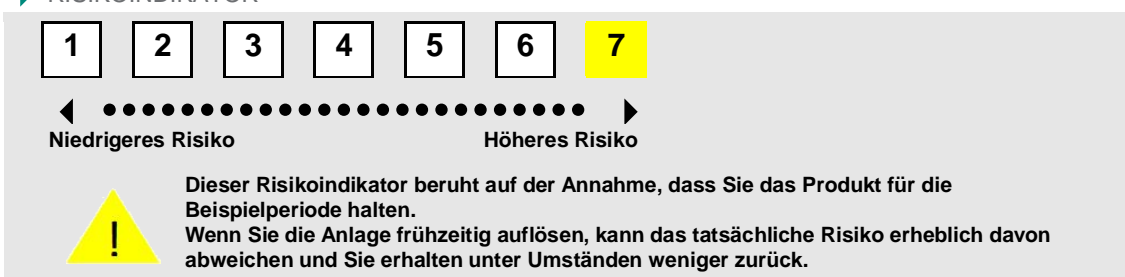 RISIKOINDIKATOR
1 2 3 4 5 6 7
Niedrigeres Risiko Höheres Risiko
Dieser Risikoindikator beruht auf der Annahme, dass Sie das Produkt für die
Beispielperiode halten.
! Wenn Sie die Anlage frühzeitig auflösen, kann das tatsächliche Risiko erheblich davon
abweichen und Sie erhalten unter Umständen weniger zurück.